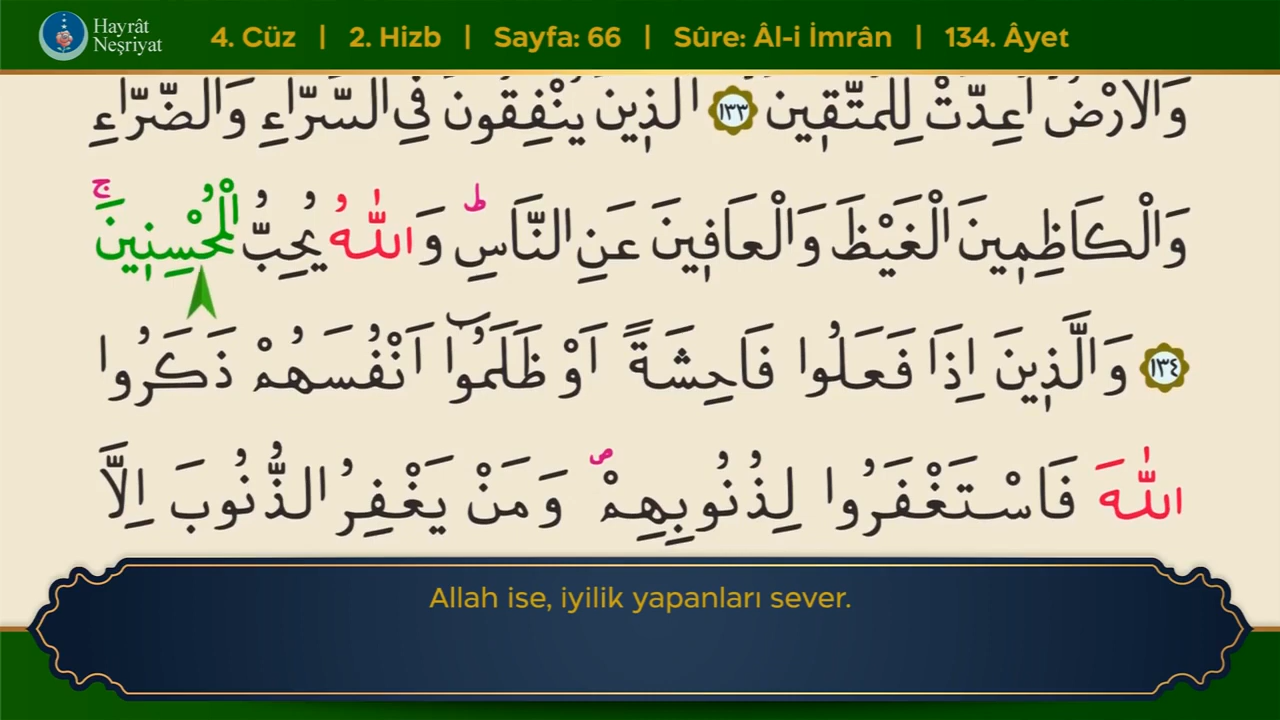 Hayrât
Neşriyat
4. Cüz | 2. Hizb | Sayfa: 66 | Sûre: Âl-i İmrân | 134. Âyet
وَالْاَرْضُ اُعِدَّتْ لِلْمُتَّق۪ينَ ﴿١٣٣﴾ اَلَّذ۪ينَ يُنْفِقُونَ فِي السَّرَّٓاءِ وَالضَّرَّٓاءِ
وَالْكَاظِم۪ينَ الْغَيْظَ وَالْعَاف۪ينَ عَنِ النَّاسِۜ وَاللّٰهُ يُحِبُّ الْمُحْسِن۪ينَۚ
﴿١٣٤﴾ وَالَّذ۪ينَ اِذَا فَعَلُوا فَاحِشَةً اَوْ ظَلَمُٓوا اَنْفُسَهُمْ ذَكَرُوا
اللّٰهَ فَاسْتَغْفَرُوا لِذُنُوبِهِمْۖ وَمَنْ يَغْفِرُ الذُّنُوبَ اِلَّا
Allah ise, iyilik yapanları sever.